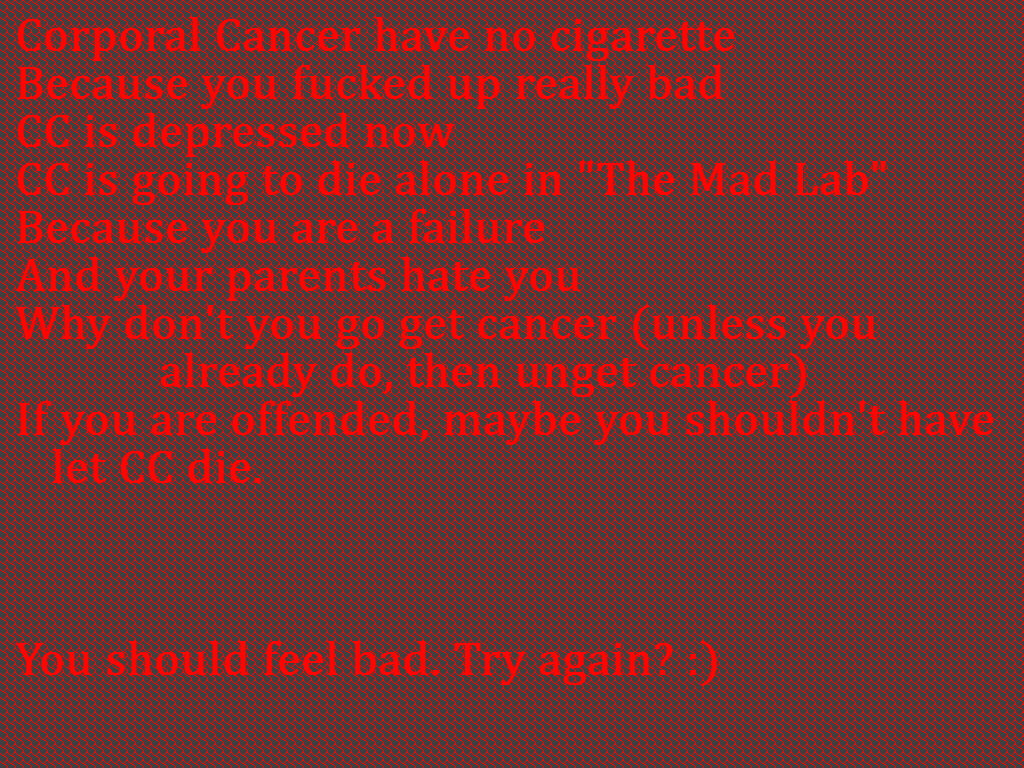 Corporal Cancer have no cigarette
Because you fucked up really bad
CC is depressed now
CC is going to die alone in "The Mad Lab"
Because you are a failure
And your parents hate you
Why don't you go get cancer (unless you
already do, then unget cancer)
If you are offended, maybe you shouldn't have
let CC die.
You should feel bad. Try again? :)